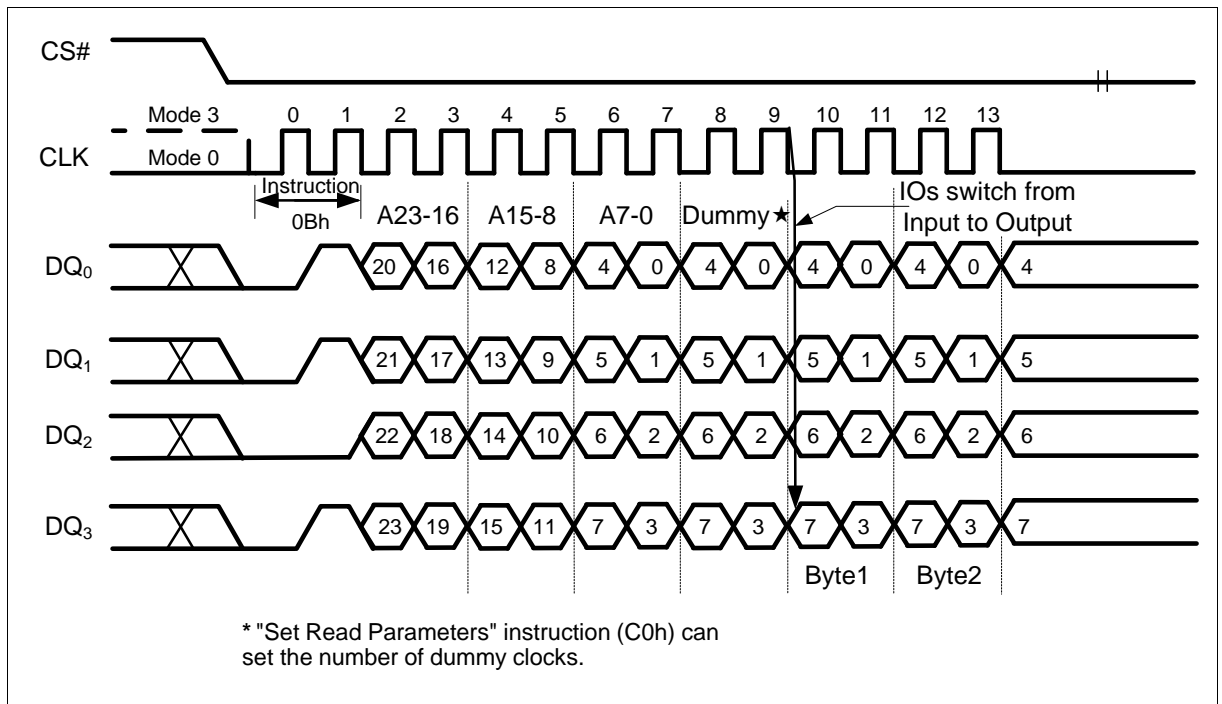 CS#
Mode 3 0 1 2 3 4 5 6 7 8 9 10 11 12 13
CLK Mode 0
Instruction IOs switch from
0Bh A23-16 A15-8 A7-0 Dummy★ Input to Output
DQ0 20 16 12 8 4 0 4 0 4 0 4 0 4
DQ1 21 17 13 9 5 1 5 1 5 1 5 1 5
DQ2 22 18 14 10 6 2 6 2 6 2 6 2 6
DQ3 23 19 15 11 7 3 7 3 7 3 7 3 7
Byte1 Byte2
* "Set Read Parameters" instruction (C0h) can
set the number of dummy clocks.